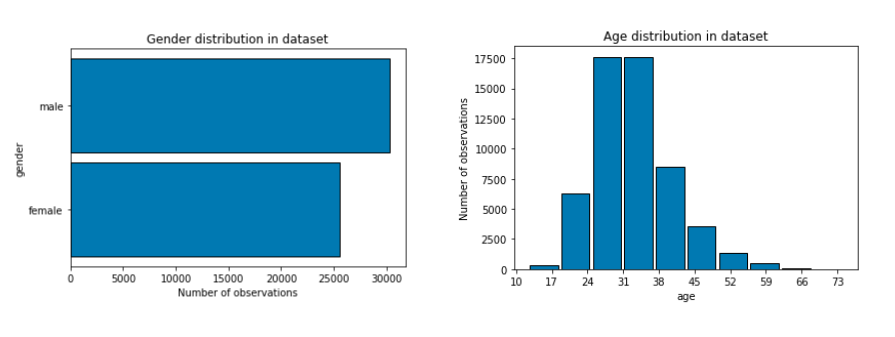 Gender distribution in dataset
male
female
gender
0 5000 10000 15000 20000 25000 30000
Number of observations
Age distribution in dataset
17500
15000
12500
10000
7500
5000
2500
0
Number of observations
10 17 24 31 38 45 52 59 66 73
age